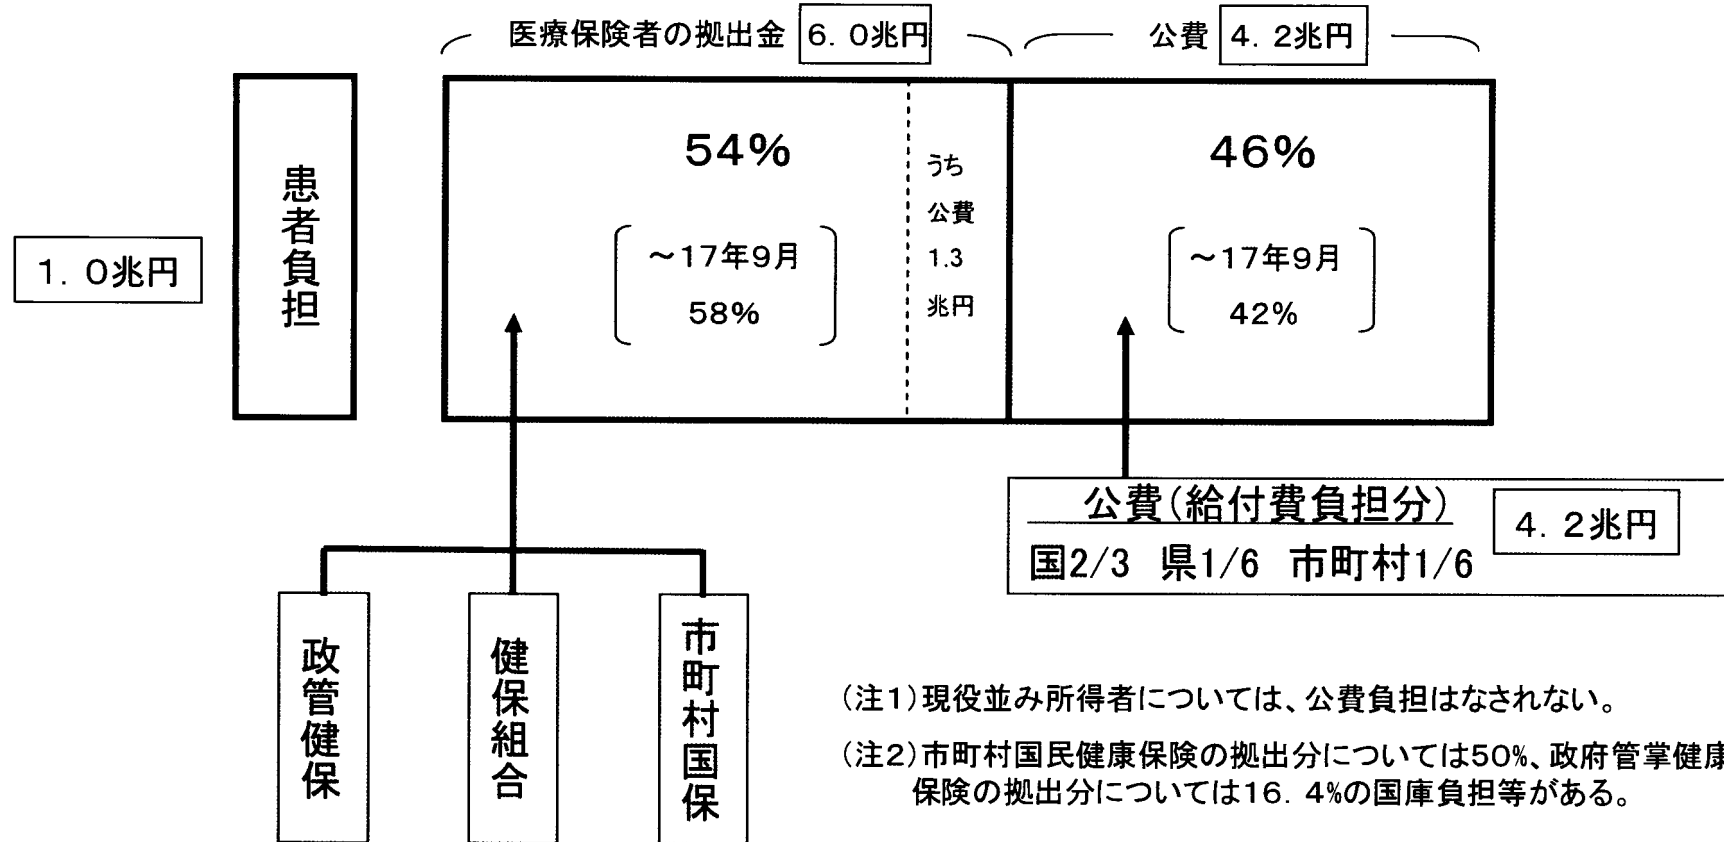 医療保険者の拠出金 6.0兆円
公費 4.2兆円
1.0兆円
患者負担
54%
〜17年9月
58%
うち
公費
1.3
兆円
46%
〜17年9月
42%
公費(給付費負担分)
4.2兆円
国2/3 県1/6 市町村1/6
政管健保
健保組合
市町村国保
(注1)現役並み所得者については、公費負担はなされない。
(注2)市町村国民健康保険の拠出分については50%、政府管掌健康
保険の拠出分については16.4%の国庫負担等がある。